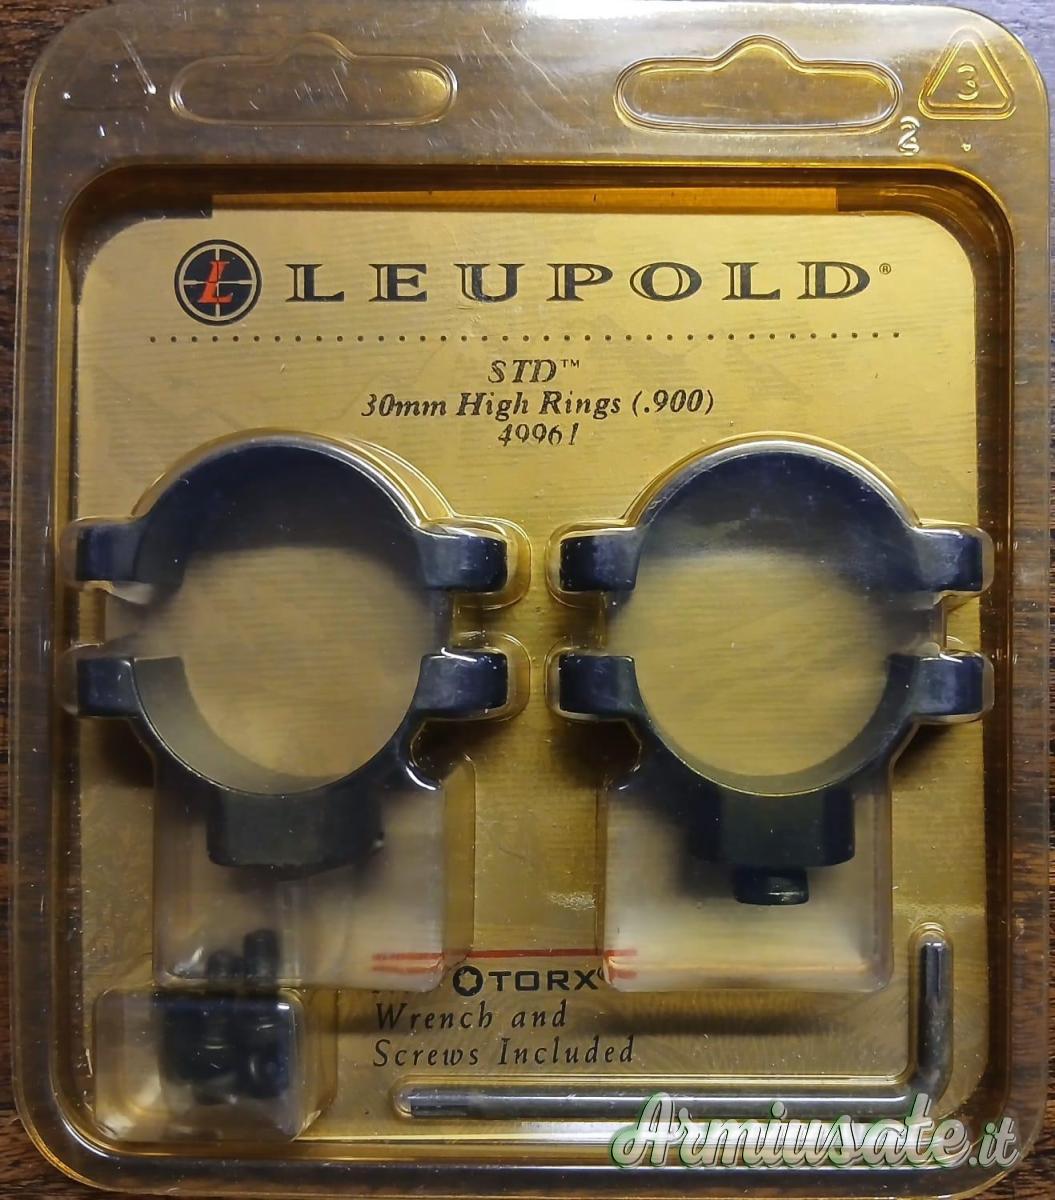 3
2
L LEUPOLD®
STD™
30mm High Rings (.900)
49961
TORX
Wrench and
Screws Included
Armiusate.it